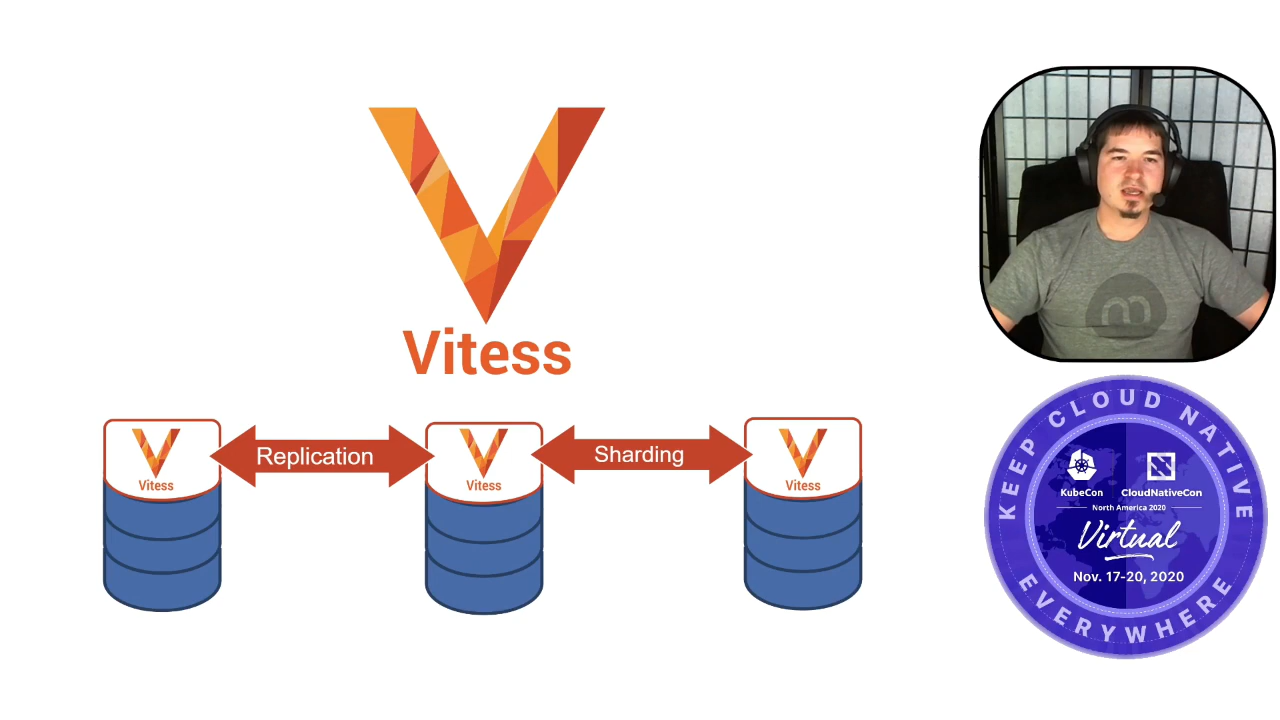 Vitess
Vitess
Replication
Vitess
Sharding
Vitess
m
KEEP CLOUD NATIVE
KubeCon
CloudNativeCon
North America 2020
Virtual
Nov. 17-20, 2020
EVERYWHERE